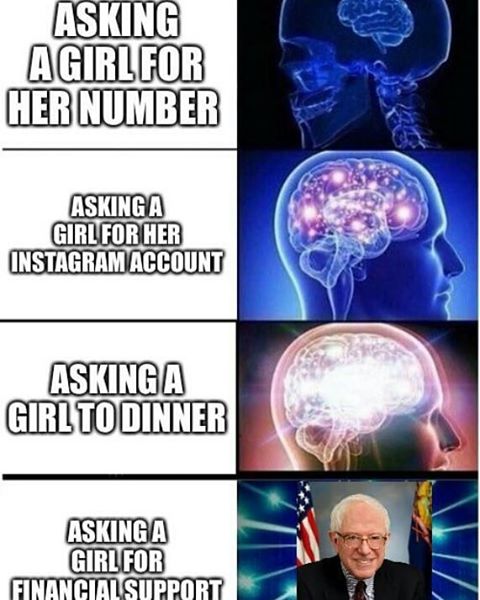 ASKING
A GIRL FOR
HER NUMBER
ASKING A
GIRL FOR HER
INSTAGRAM ACCOUNT
ASKING A
GIRL TO DINNER
ASKING A
GIRL FOR
FINANCIAL SUPPORT